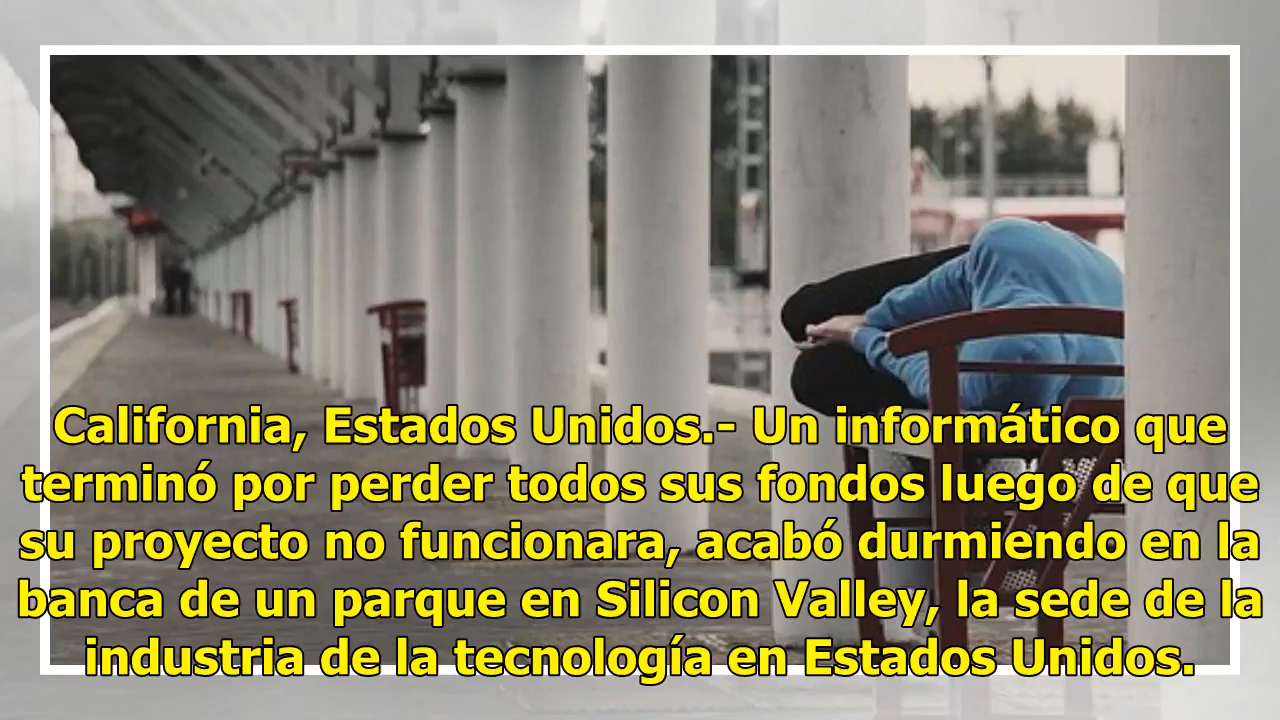 California, Estados Unidos.- Un informático que
terminó por perder todos sus fondos luego de que
su proyecto no funcionara, acabó durmiendo en la
banca de un parque en Silicon Valley, la sede de la
industria de la tecnología en Estados Unidos.